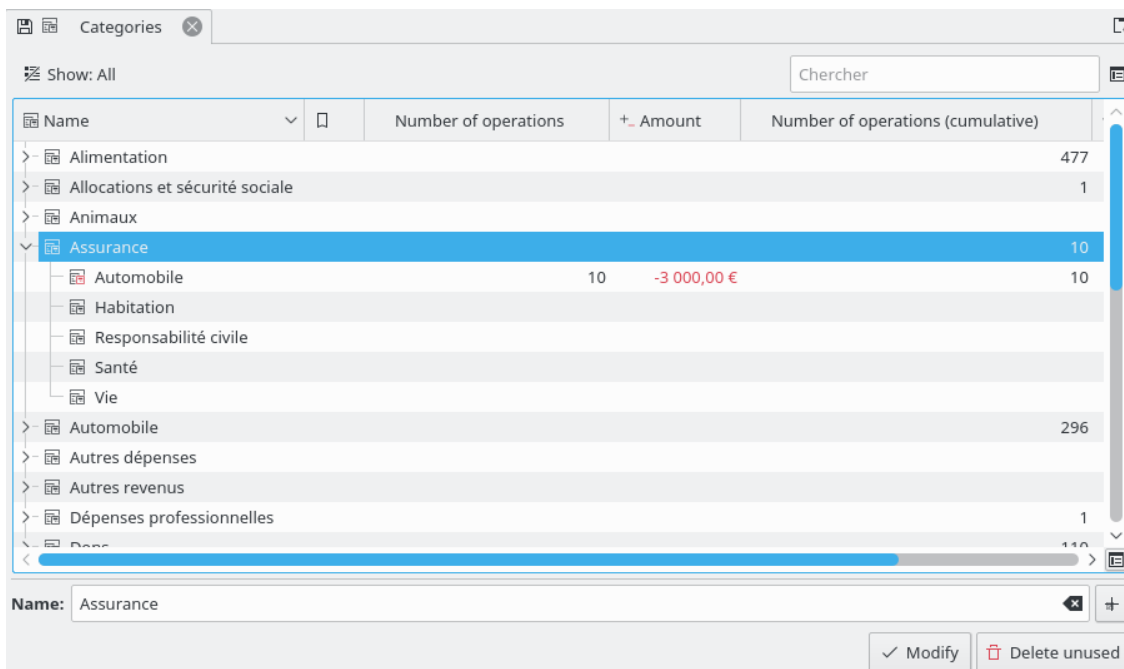 Categories
Show: All Chercher
Name Number of operations +- Amount Number of operations (cumulative)
Alimentation 477
Allocations et sécurité sociale 1
Animaux
Assurance 10
Automobile 10 -3 000,00 € 10
Habitation
Responsabilité civile
Santé
Vie
Automobile 296
Autres dépenses
Autres revenus
Dépenses professionnelles 1
Dons 110
Name: Assurance
Modify Delete unused